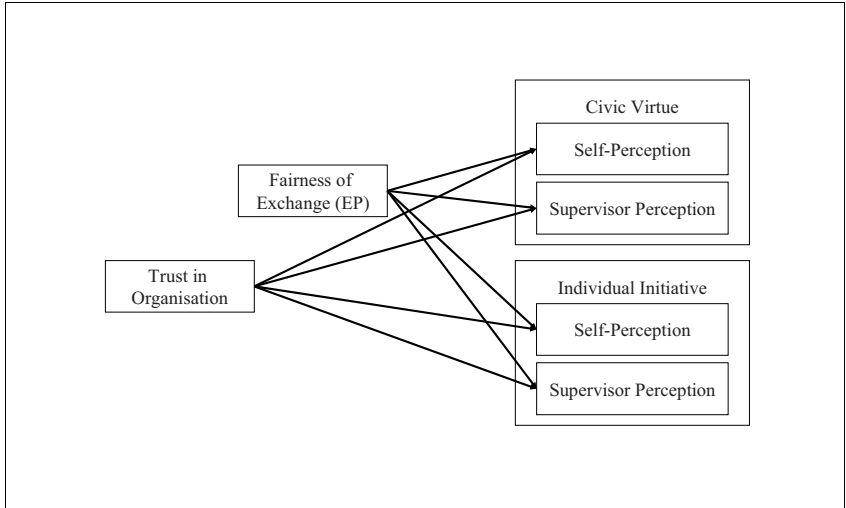 Civic Virtue
Self-Perception
Supervisor Perception
Fairness of
Exchange (EP)
Trust in
Organisation
Individual Initiative
Self-Perception
Supervisor Perception